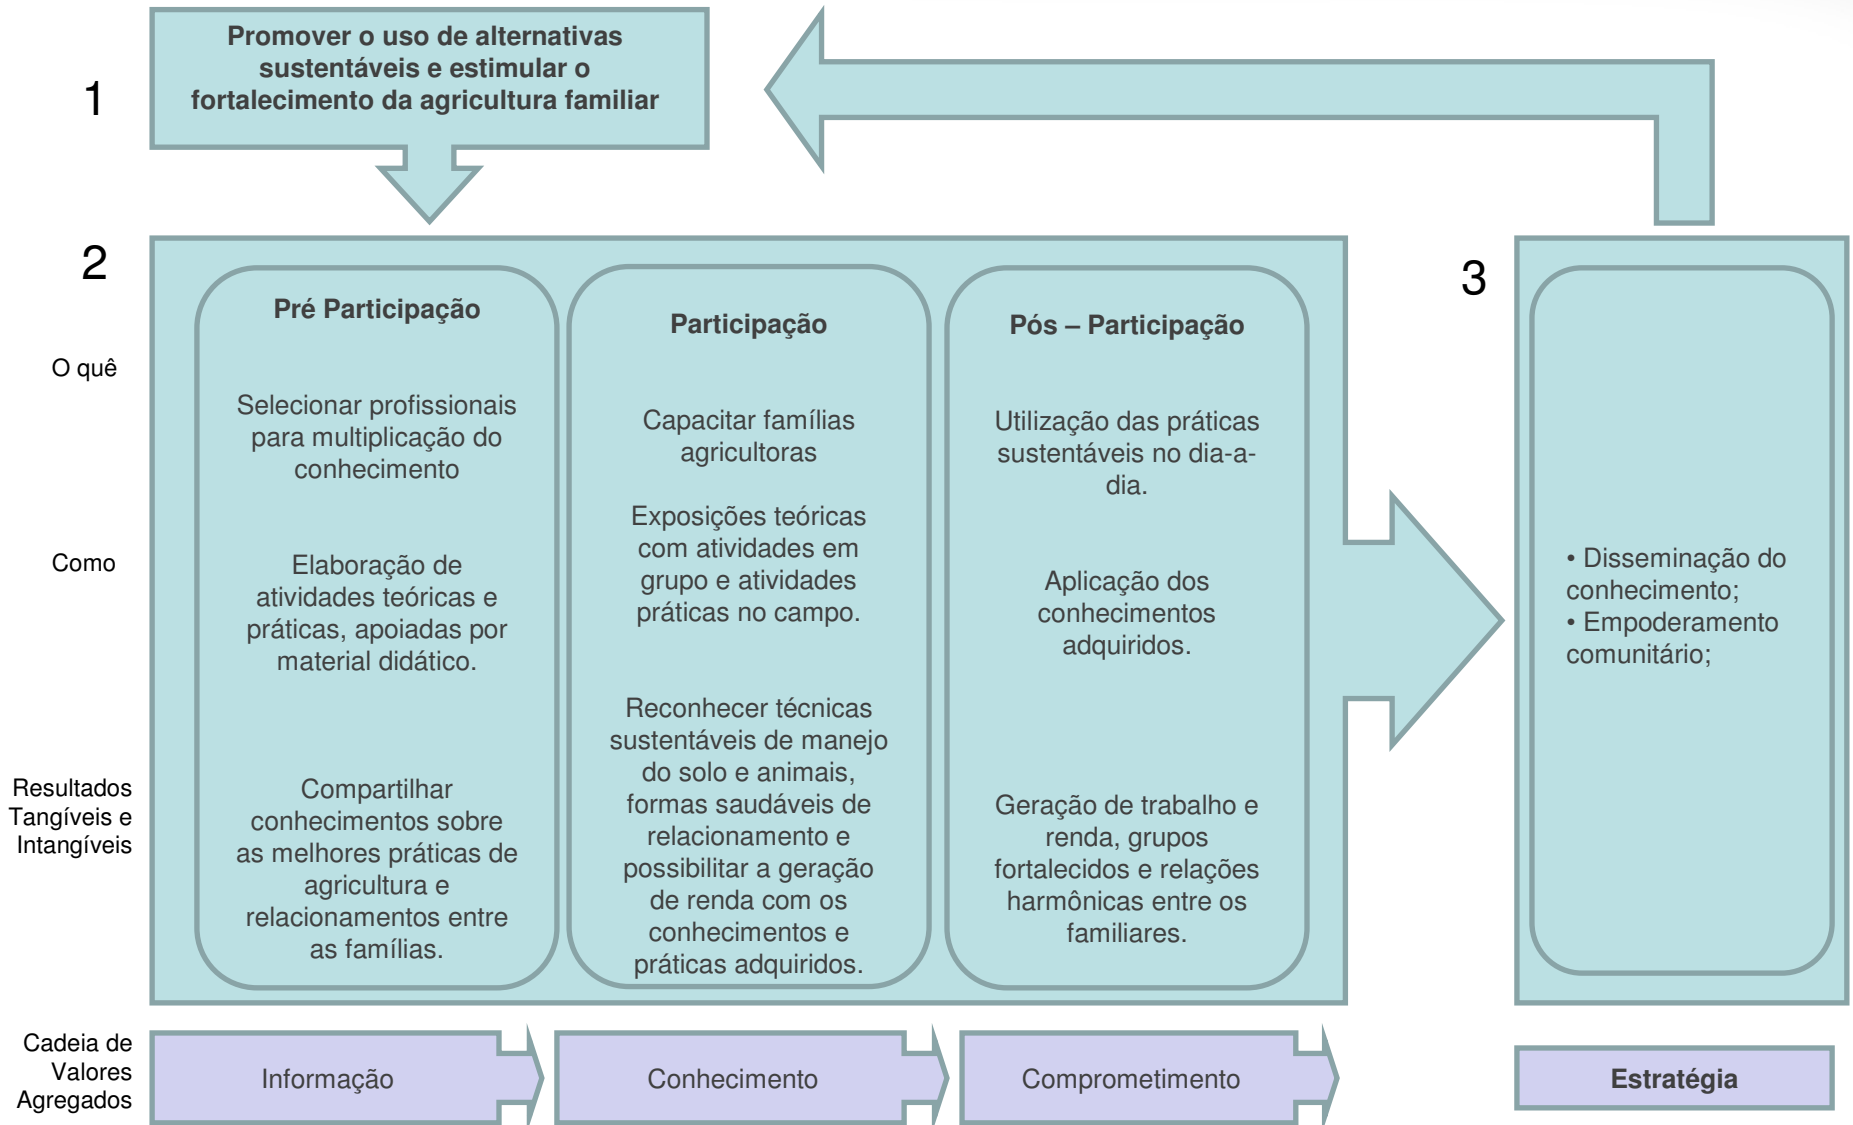 1
Promover o uso de alternativas
sustentáveis e estimular o
fortalecimento da agricultura familiar
2
O quê
Como
Resultados
Tangíveis e
Intangíveis
Pré Participação
Selecionar profissionais
para multiplicação do
conhecimento
Elaboração de
atividades teóricas e
práticas, apoiadas por
material didático.
Compartilhar
conhecimentos sobre
as melhores práticas de
agricultura e
relacionamentos entre
as famílias.
Participação
Capacitar famílias
agricultoras
Exposições teóricas
com atividades em
grupo e atividades
práticas no campo.
Reconhecer técnicas
sustentáveis de manejo
do solo e animais,
formas saudáveis de
relacionamento e
possibilitar a geração
de renda com os
conhecimentos e
práticas adquiridos.
Pós – Participação
Utilização das práticas
sustentáveis no dia-a-
dia.
Aplicação dos
conhecimentos
adquiridos.
Geração de trabalho e
renda, grupos
fortalecidos e relações
harmônicas entre os
familiares.
3
• Disseminação do
conhecimento;
• Empoderamento
comunitário;
Cadeia de
Valores
Agregados
Informação
Conhecimento
Comprometimento
Estratégia